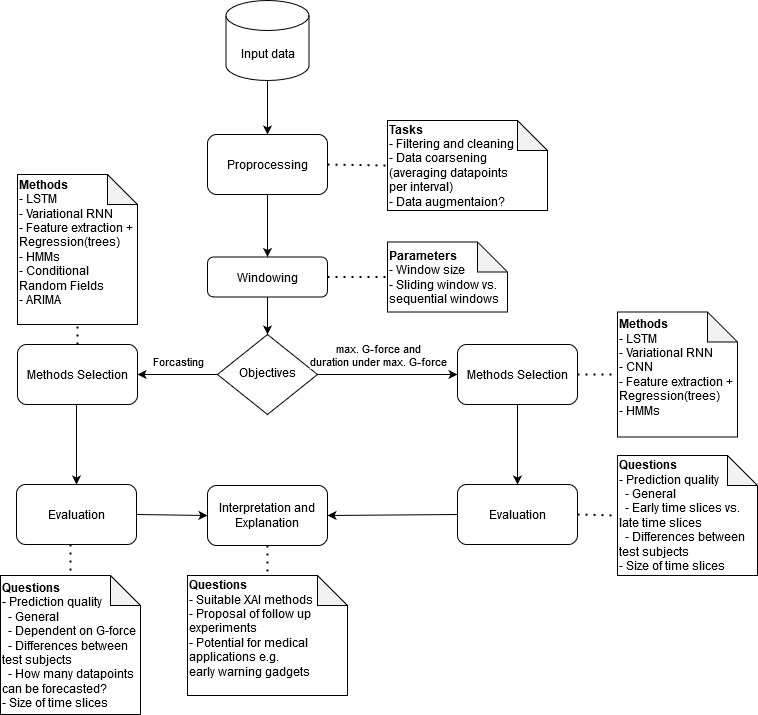 Input data
Proprocessing
Tasks
- Filtering and cleaning
- Data coarsening
(averaging datapoints
per interval)
- Data augmentaion?
Methods
- LSTM
- Variational RNN
- Feature extraction +
Regression(trees)
- HMMs
- Conditional
Random Fields
- ARIMA
Windowing
Parameters
- Window size
- Sliding window vs.
sequential windows
Methods Selection
Forcasting
Objectives
max. G-force and
duration under max. G-force
Methods Selection
Methods
- LSTM
- Variational RNN
- CNN
- Feature extraction +
Regression(trees)
- HMMs
Evaluation
Interpretation and
Explanation
Evaluation
Questions
- Prediction quality
- General
- Early time slices vs.
late time slices
- Differences between
test subjects
- Size of time slices
Questions
- Prediction quality
- General
- Dependent on G-force
- Differences between
test subjects
- How many datapoints
can be forecasted?
- Size of time slices
Questions
- Suitable XAI methods
- Proposal of follow up
experiments
- Potential for medical
applications e.g.
early warning gadgets